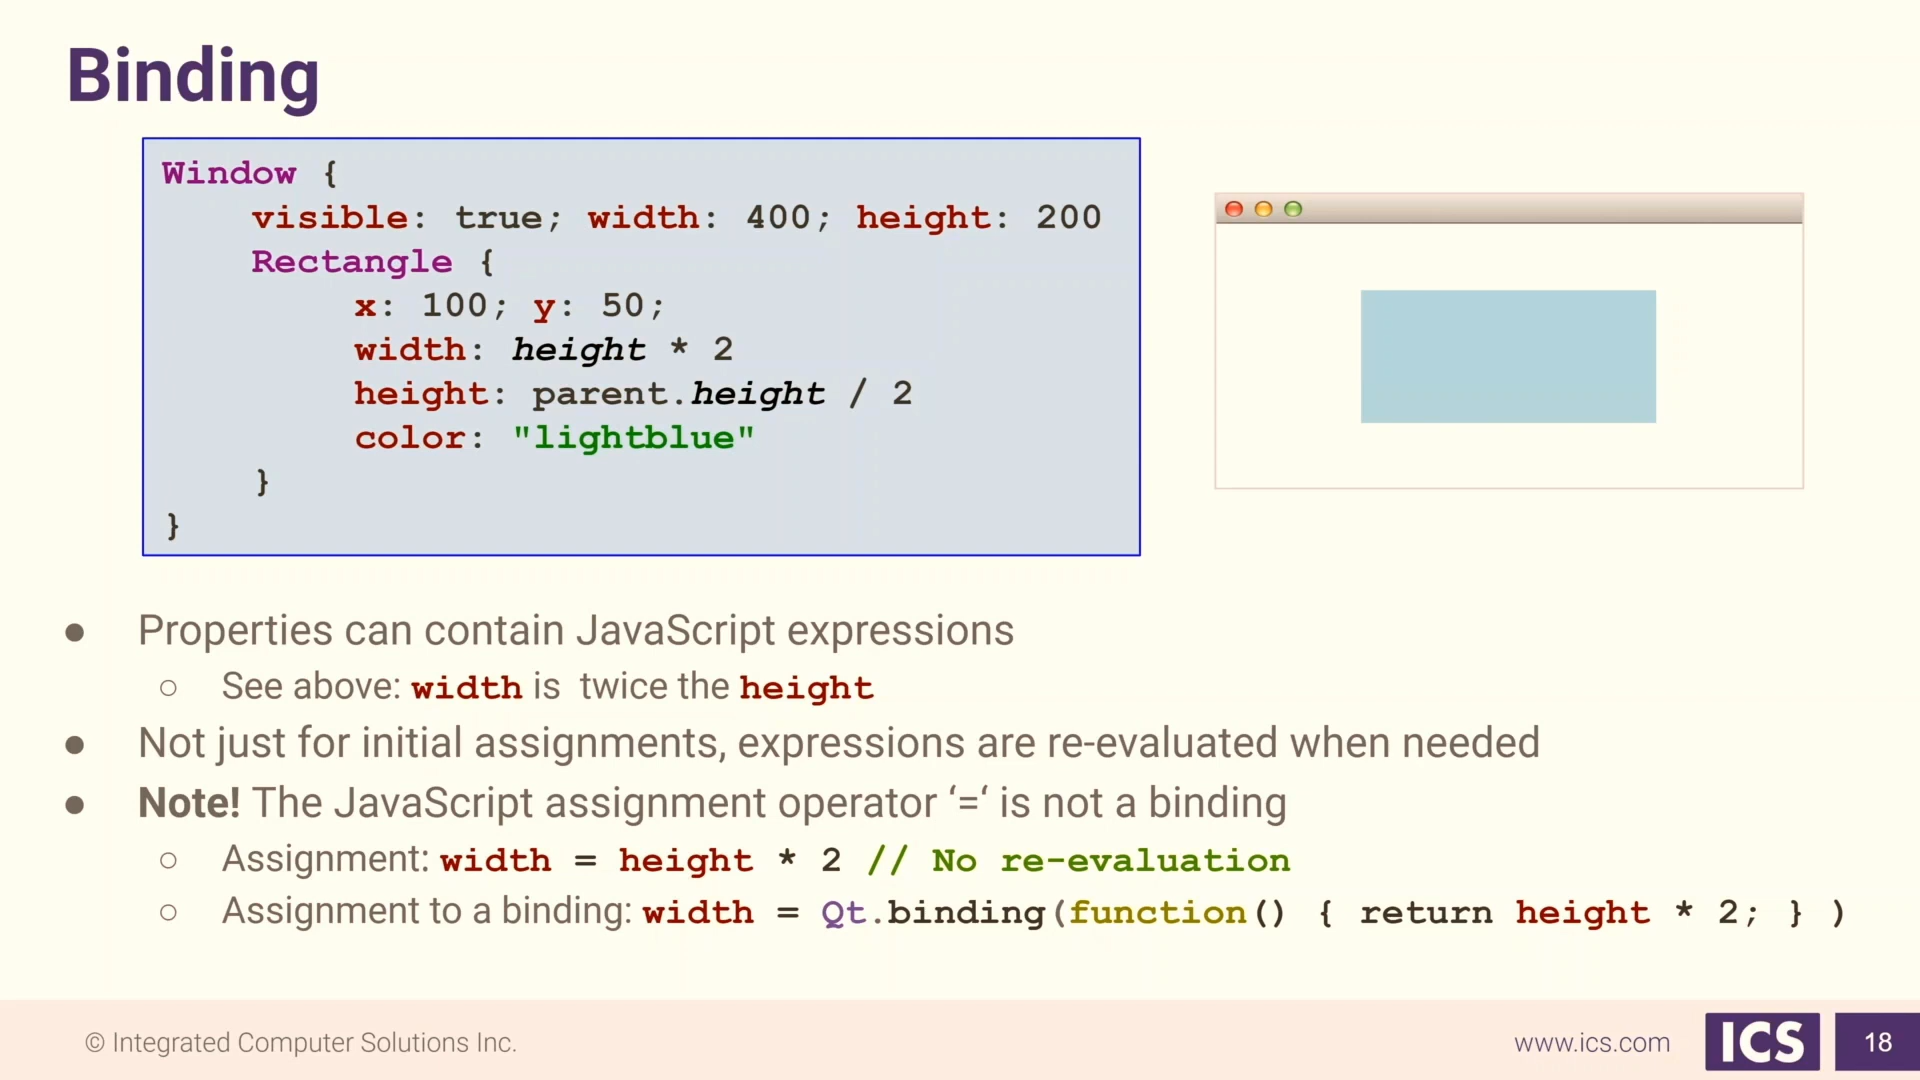 Binding
Window {
visible: true; width: 400; height: 200
Rectangle {
x: 100; y: 50;
width: height * 2
height: parent.height / 2
color: "lightblue"
}
}
● Properties can contain JavaScript expressions
○ See above: width is twice the height
● Not just for initial assignments, expressions are re-evaluated when needed
● Note! The JavaScript assignment operator ‘=‘ is not a binding
○ Assignment: width = height * 2 // No re-evaluation
○ Assignment to a binding: width = Qt.binding(function() { return height * 2; } )
© Integrated Computer Solutions Inc.
www.ics.com
ICS
18